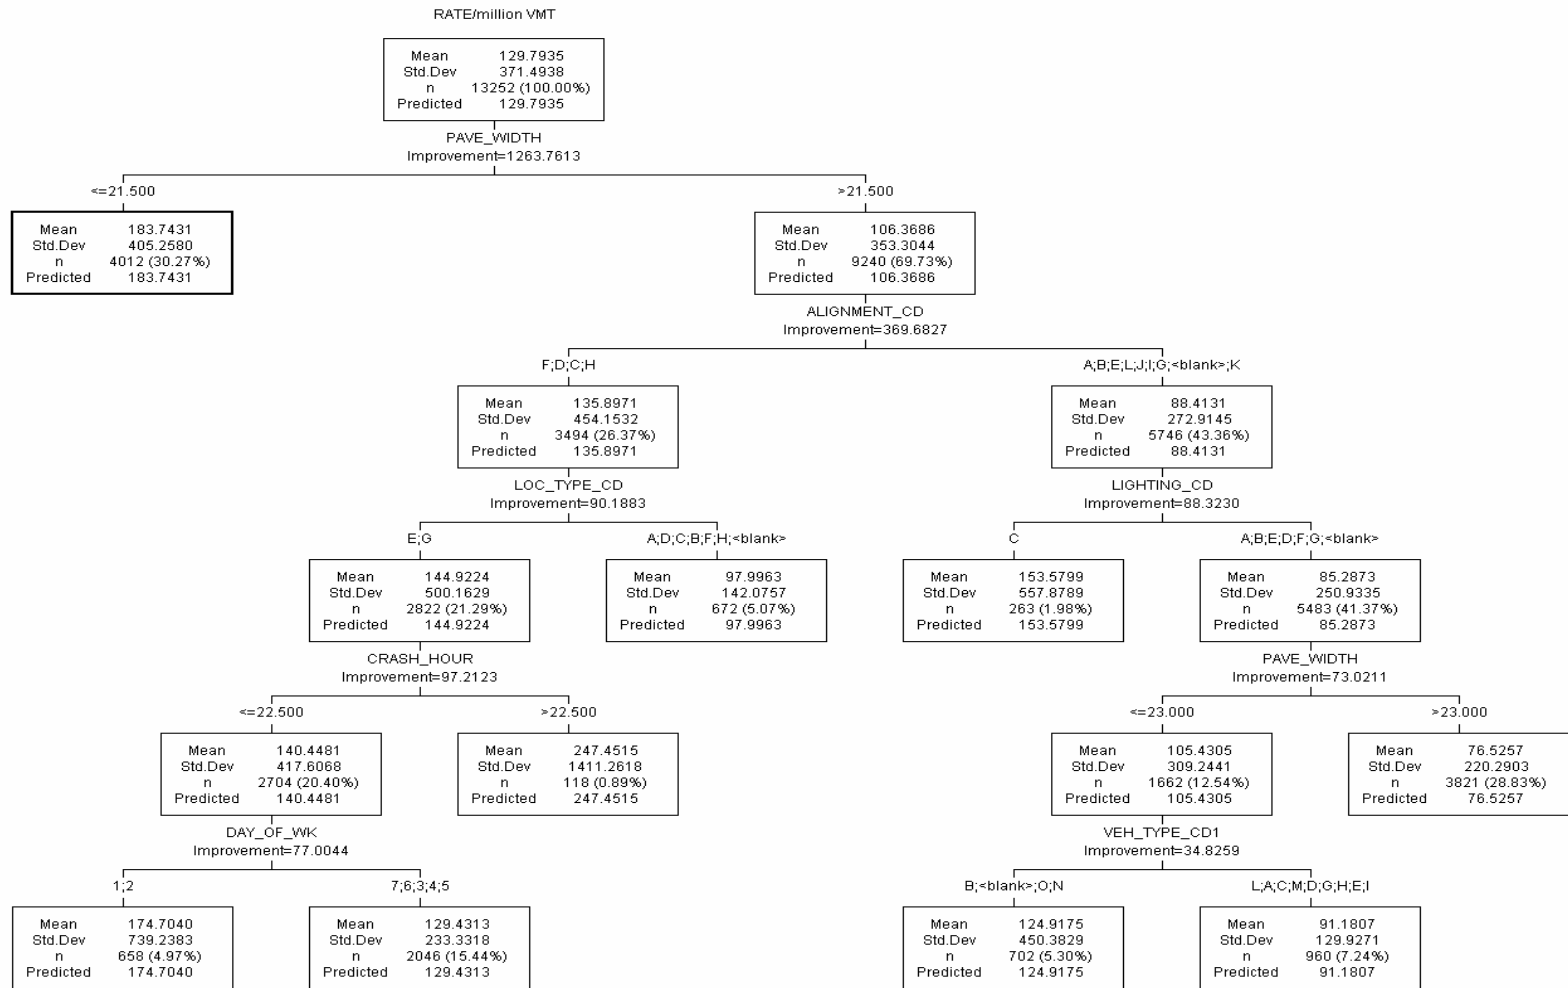 RATE/million VMT
Mean 129.7935
Std.Dev 371.4938
n 13252 (100.00%)
Predicted 129.7935
PAVE_WIDTH
Improvement=1263.7613
<=21.500
Mean 183.7431
Std.Dev 405.2580
n 4012 (30.27%)
Predicted 183.7431
>21.500
Mean 106.3686
Std.Dev 353.3044
n 9240 (69.73%)
Predicted 106.3686
ALIGNMENT_CD
Improvement=369.6827
F;D;C;H
Mean 135.8971
Std.Dev 454.1532
n 3494 (26.37%)
Predicted 135.8971
LOC_TYPE_CD
Improvement=90.1883
A;B;E;L;J;I;G;<blank>;K
Mean 88.4131
Std.Dev 272.9145
n 5746 (43.36%)
Predicted 88.4131
LIGHTING_CD
Improvement=88.3230
E;G
Mean 144.9224
Std.Dev 500.1629
n 2822 (21.29%)
Predicted 144.9224
CRASH_HOUR
Improvement=97.2123
A;D;C;B;F;H;<blank>
Mean 97.9963
Std.Dev 142.0757
n 672 (5.07%)
Predicted 97.9963
C
Mean 153.5799
Std.Dev 557.8789
n 263 (1.98%)
Predicted 153.5799
A;B;E;D;F;G;<blank>
Mean 85.2873
Std.Dev 250.9335
n 5483 (41.37%)
Predicted 85.2873
PAVE_WIDTH
Improvement=73.0211
<=22.500
Mean 140.4481
Std.Dev 417.6068
n 2704 (20.40%)
Predicted 140.4481
DAY_OF_WK
Improvement=77.0044
>22.500
Mean 247.4515
Std.Dev 1411.2618
n 118 (0.89%)
Predicted 247.4515
<=23.000
Mean 105.4305
Std.Dev 309.2441
n 1662 (12.54%)
Predicted 105.4305
VEH_TYPE_CD1
Improvement=34.8259
>23.000
Mean 76.5257
Std.Dev 220.2903
n 3821 (28.83%)
Predicted 76.5257
1;2
Mean 174.7040
Std.Dev 739.2383
n 658 (4.97%)
Predicted 174.7040
7;6;3;4;5
Mean 129.4313
Std.Dev 233.3318
n 2046 (15.44%)
Predicted 129.4313
B;<blank>;O;N
Mean 124.9175
Std.Dev 450.3829
n 702 (5.30%)
Predicted 124.9175
L;A;C;M;D;G;H;E;I
Mean 91.1807
Std.Dev 129.9271
n 960 (7.24%)
Predicted 91.1807